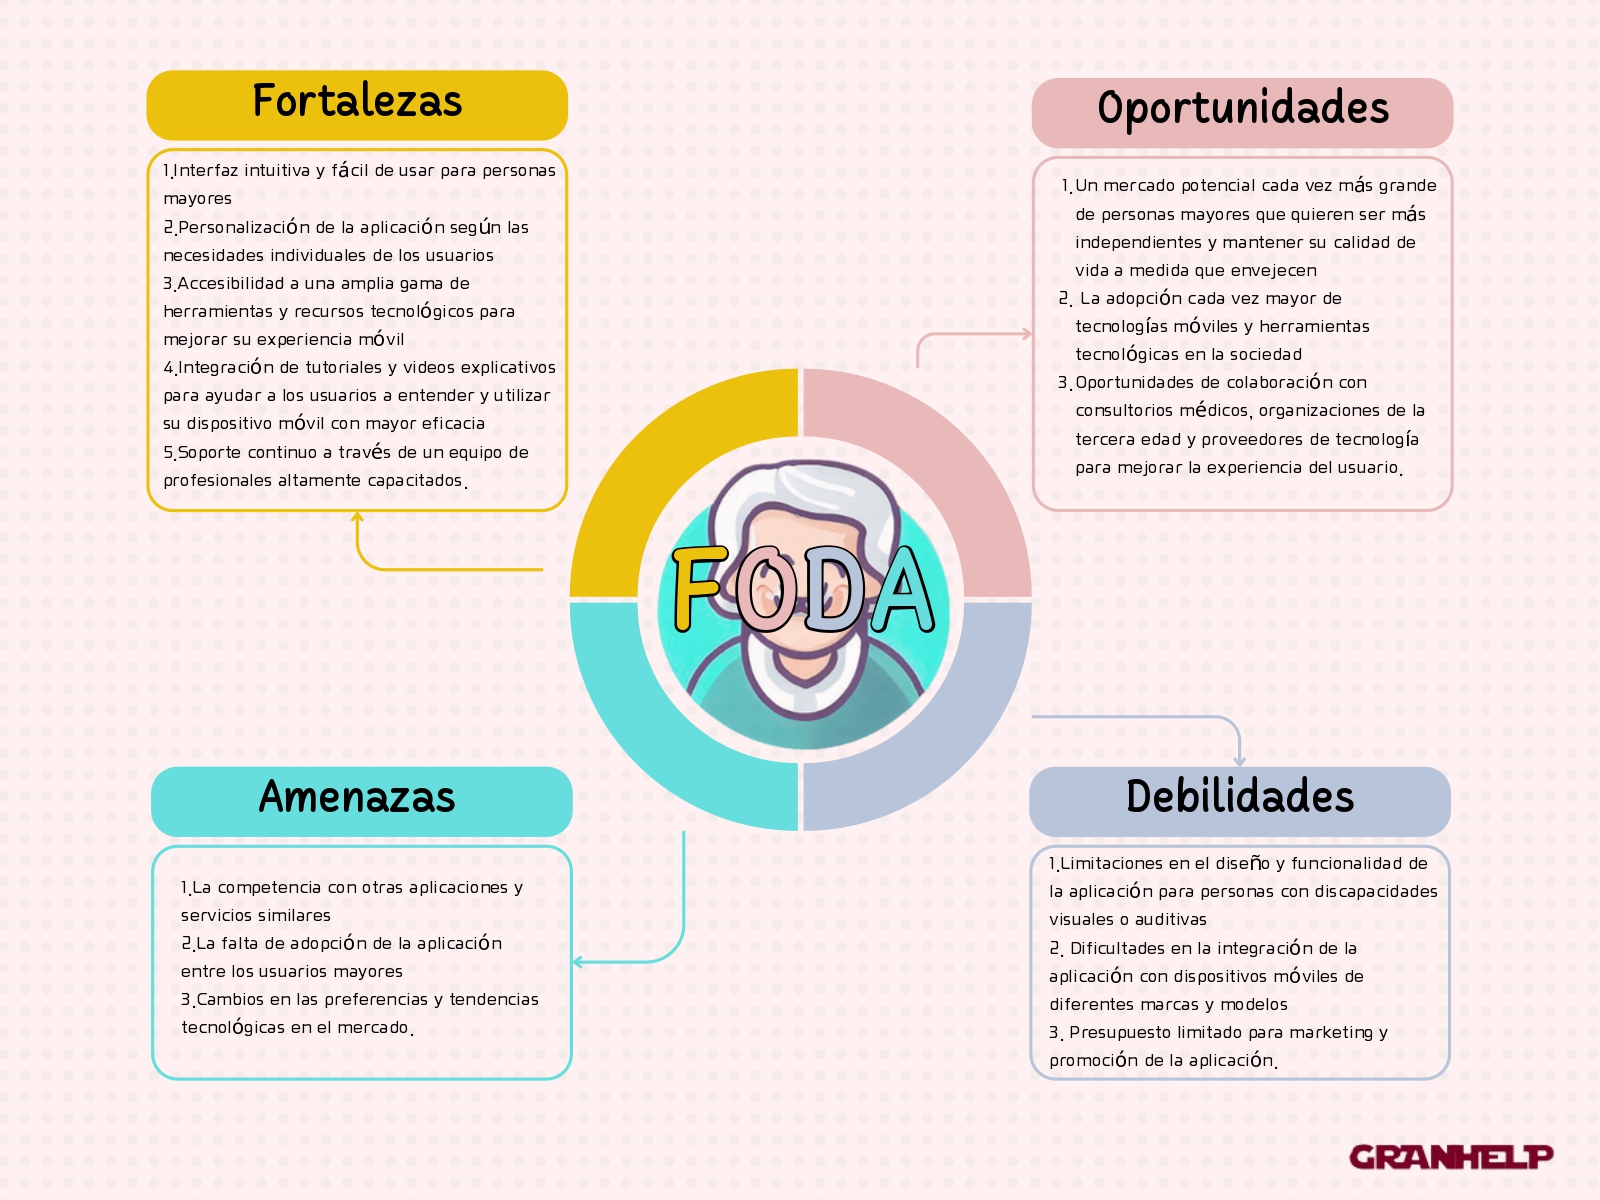 Fortalezas
1.Interfaz intuitiva y fácil de usar para personas
mayores
2.Personalización de la aplicación según las
necesidades individuales de los usuarios
3.Accesibilidad a una amplia gama de
herramientas y recursos tecnológicos para
mejorar su experiencia móvil
4.Integración de tutoriales y videos explicativos
para ayudar a los usuarios a entender y utilizar
su dispositivo móvil con mayor eficacia
5.Soporte continuo a través de un equipo de
profesionales altamente capacitados.
Oportunidades
1.Un mercado potencial cada vez más grande
de personas mayores que quieren ser más
independientes y mantener su calidad de
vida a medida que envejecen
2. La adopción cada vez mayor de
tecnologías móviles y herramientas
tecnológicas en la sociedad
3.Oportunidades de colaboración con
consultorios médicos, organizaciones de la
tercera edad y proveedores de tecnología
para mejorar la experiencia del usuario.
FODA
Amenazas
1.La competencia con otras aplicaciones y
servicios similares
2.La falta de adopción de la aplicación
entre los usuarios mayores
3.Cambios en las preferencias y tendencias
tecnológicas en el mercado.
Debilidades
1.Limitaciones en el diseño y funcionalidad de
la aplicación para personas con discapacidades
visuales o auditivas
2. Dificultades en la integración de la
aplicación con dispositivos móviles de
diferentes marcas y modelos
3. Presupuesto limitado para marketing y
promoción de la aplicación.
GRANHELP